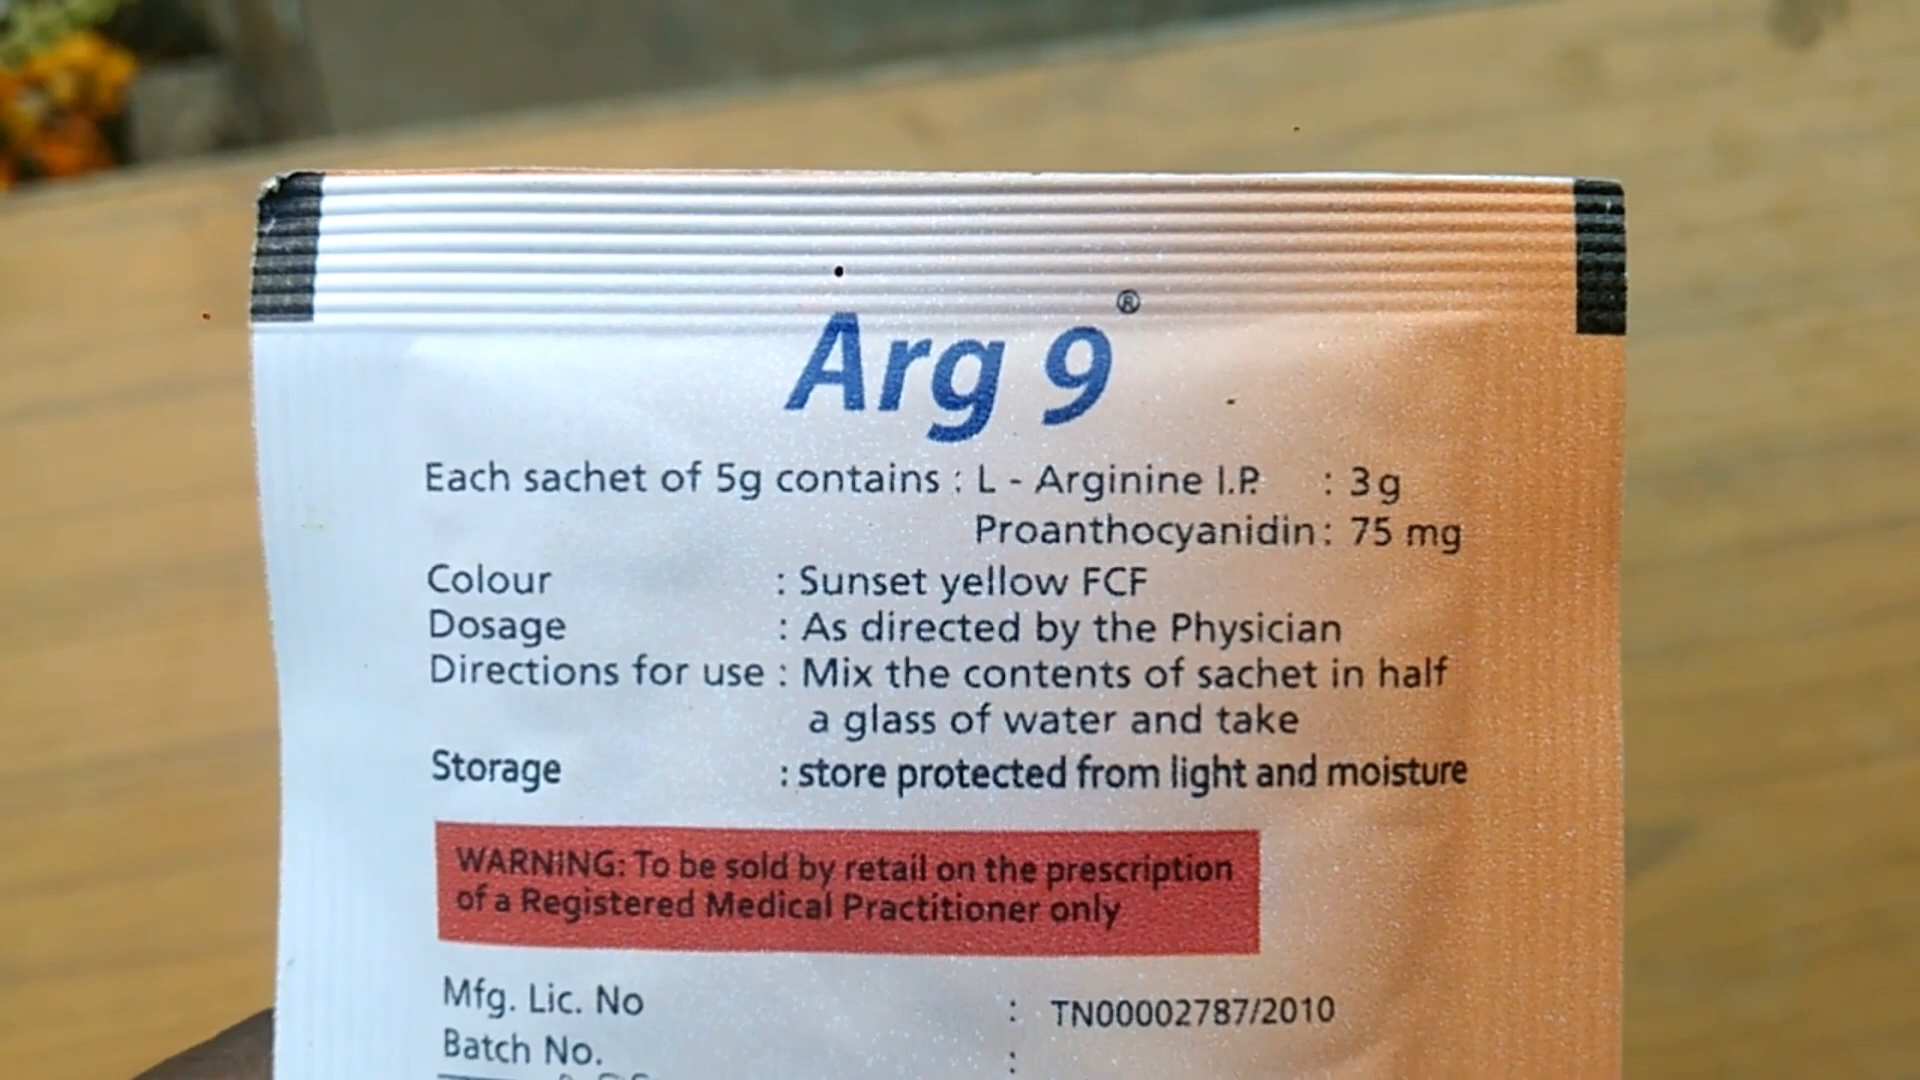 Arg 9®
Each sachet of 5g contains : L - Arginine I.P. : 3 g
Proanthocyanidin : 75 mg
Colour : Sunset yellow FCF
Dosage : As directed by the Physician
Directions for use : Mix the contents of sachet in half
a glass of water and take
Storage : store protected from light and moisture
WARNING: To be sold by retail on the prescription
of a Registered Medical Practitioner only
Mfg. Lic. No : TN00002787/2010
Batch No. :